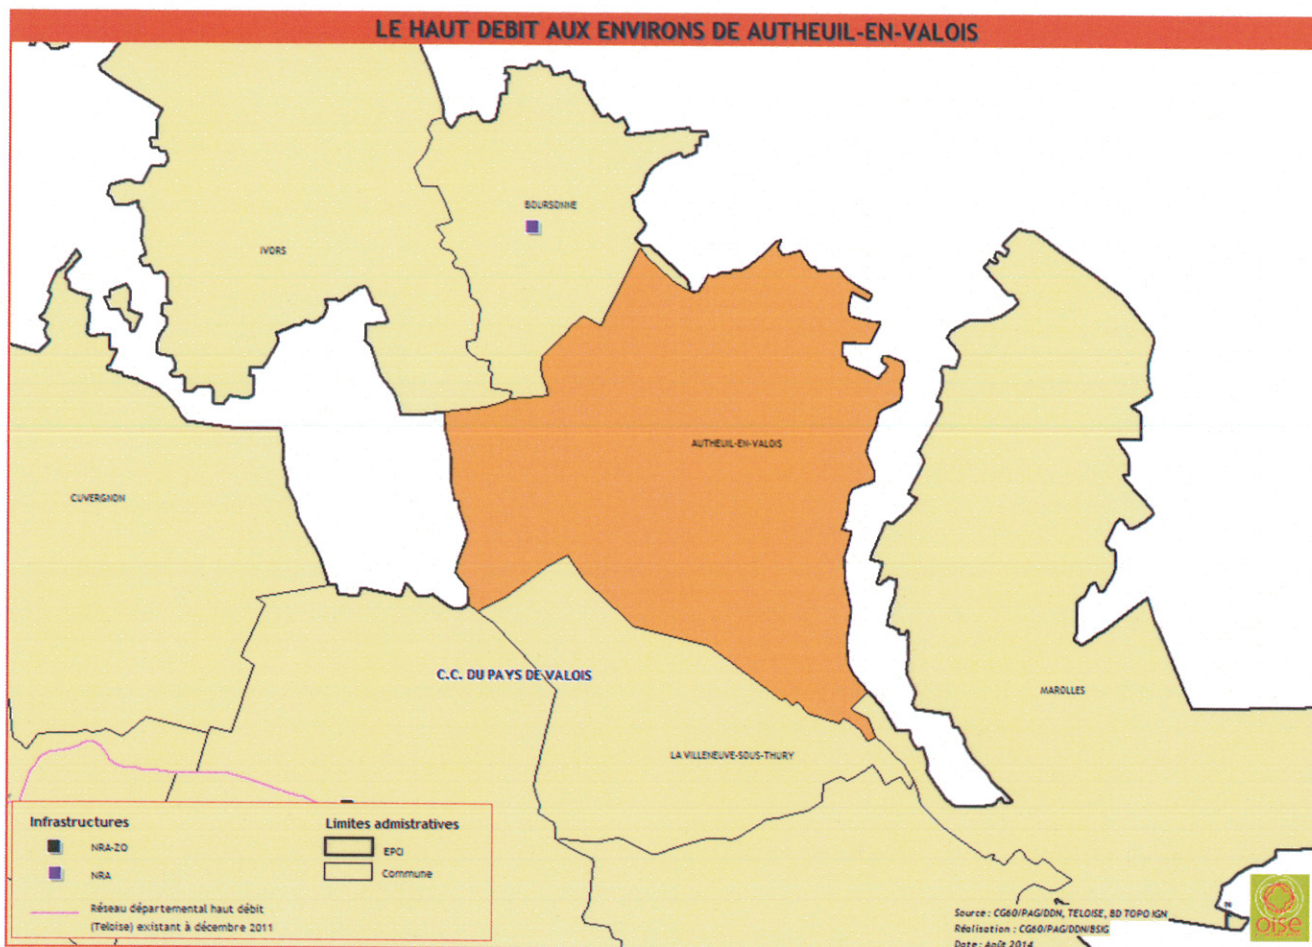 LE HAUT DEBIT AUX ENVIRONS DE AUTHEUIL-EN-VALOIS
BOURSONNE
IVORS
AUTHEUIL-EN-VALOIS
CUVERGNON
C.C. DU PAYS DE VALOIS
MAROLLES
LA VILLENEUVE-SOUS-THURY
Infrastructures
NRA-ZO
NRA
Réseau départemental haut débit
(Teloise) existant à décembre 2011
Limites admistratives
EPCI
Commune
Source : CG60/PAG/DDN, TELOISE, BD TOPO IGN
Réalisation : CG60/PAG/DDN/BSIG
Date : Août 2014
N
oise